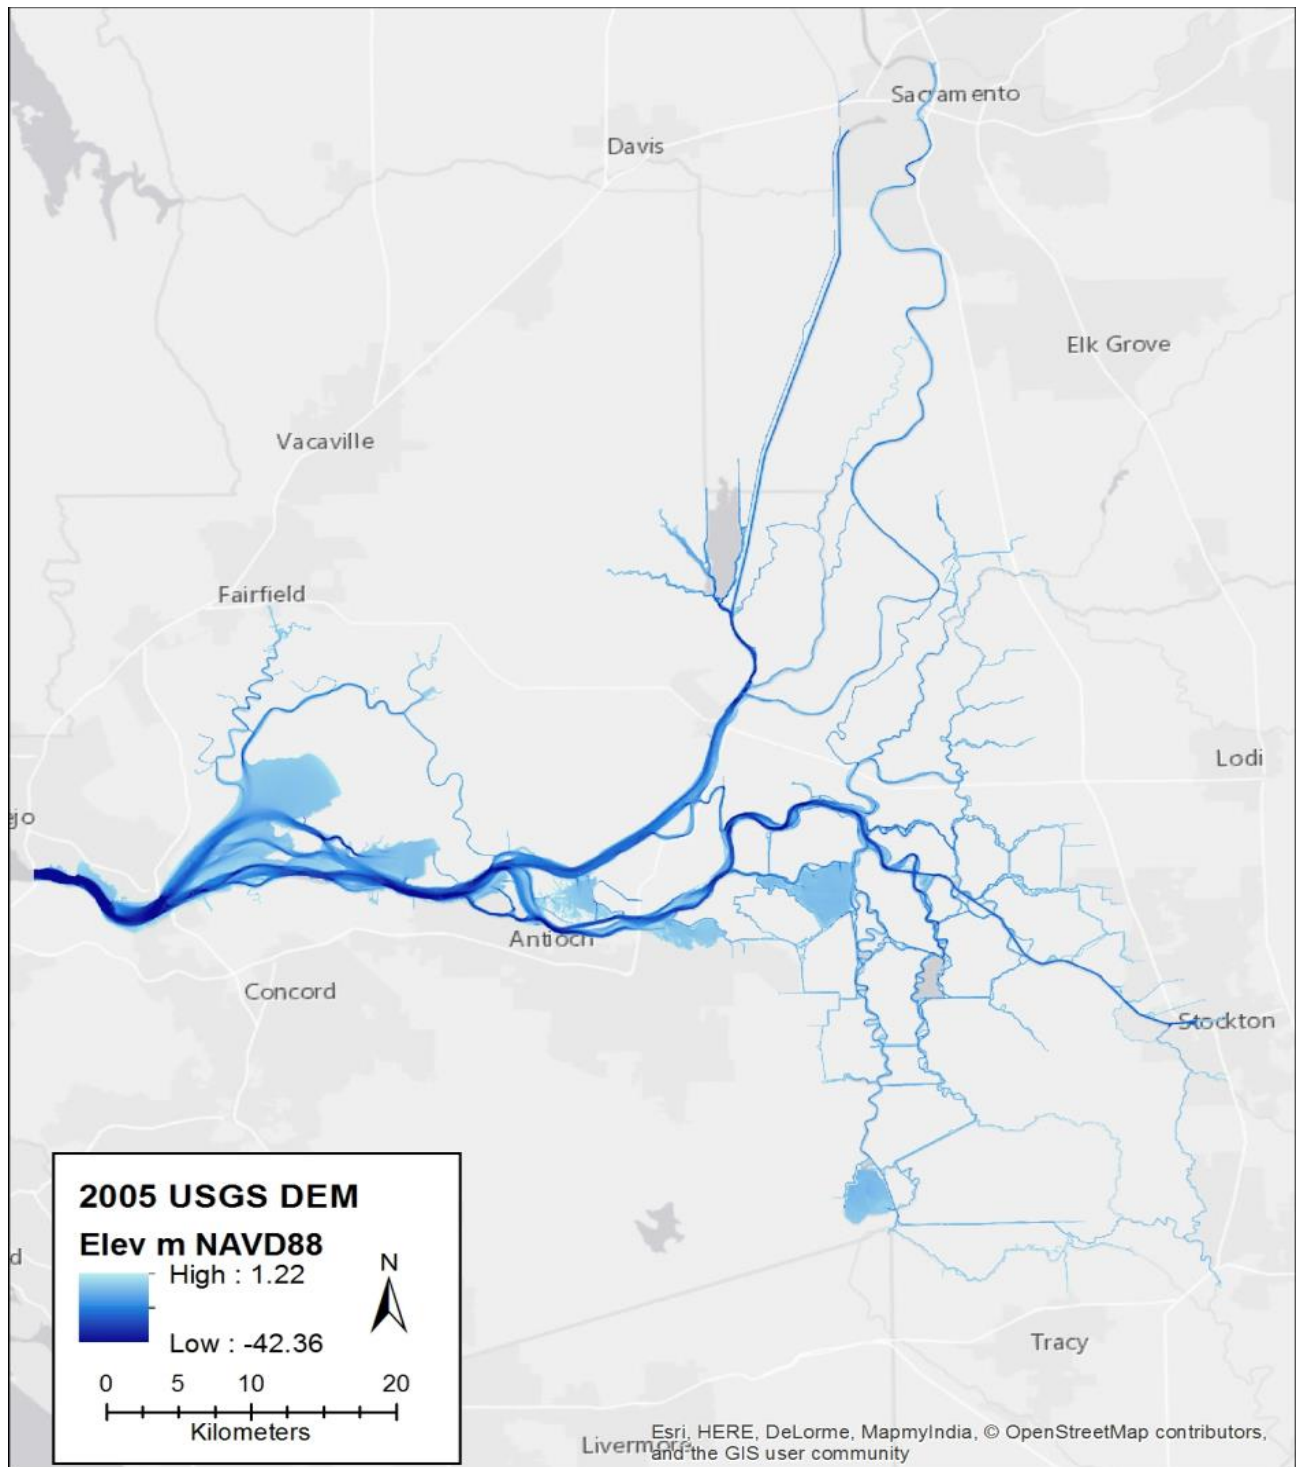 Sacramento
Davis
Elk Grove
Vacaville
Fairfield
Lodi
ejo
Antioch
Concord
Stockton
2005 USGS DEM
Elev m NAVD88
High : 1.22
Low : -42.36
N
0 5 10 20
Kilometers
d
Tracy
Livermore
Esri, HERE, DeLorme, MapmyIndia, © OpenStreetMap contributors,
and the GIS user community